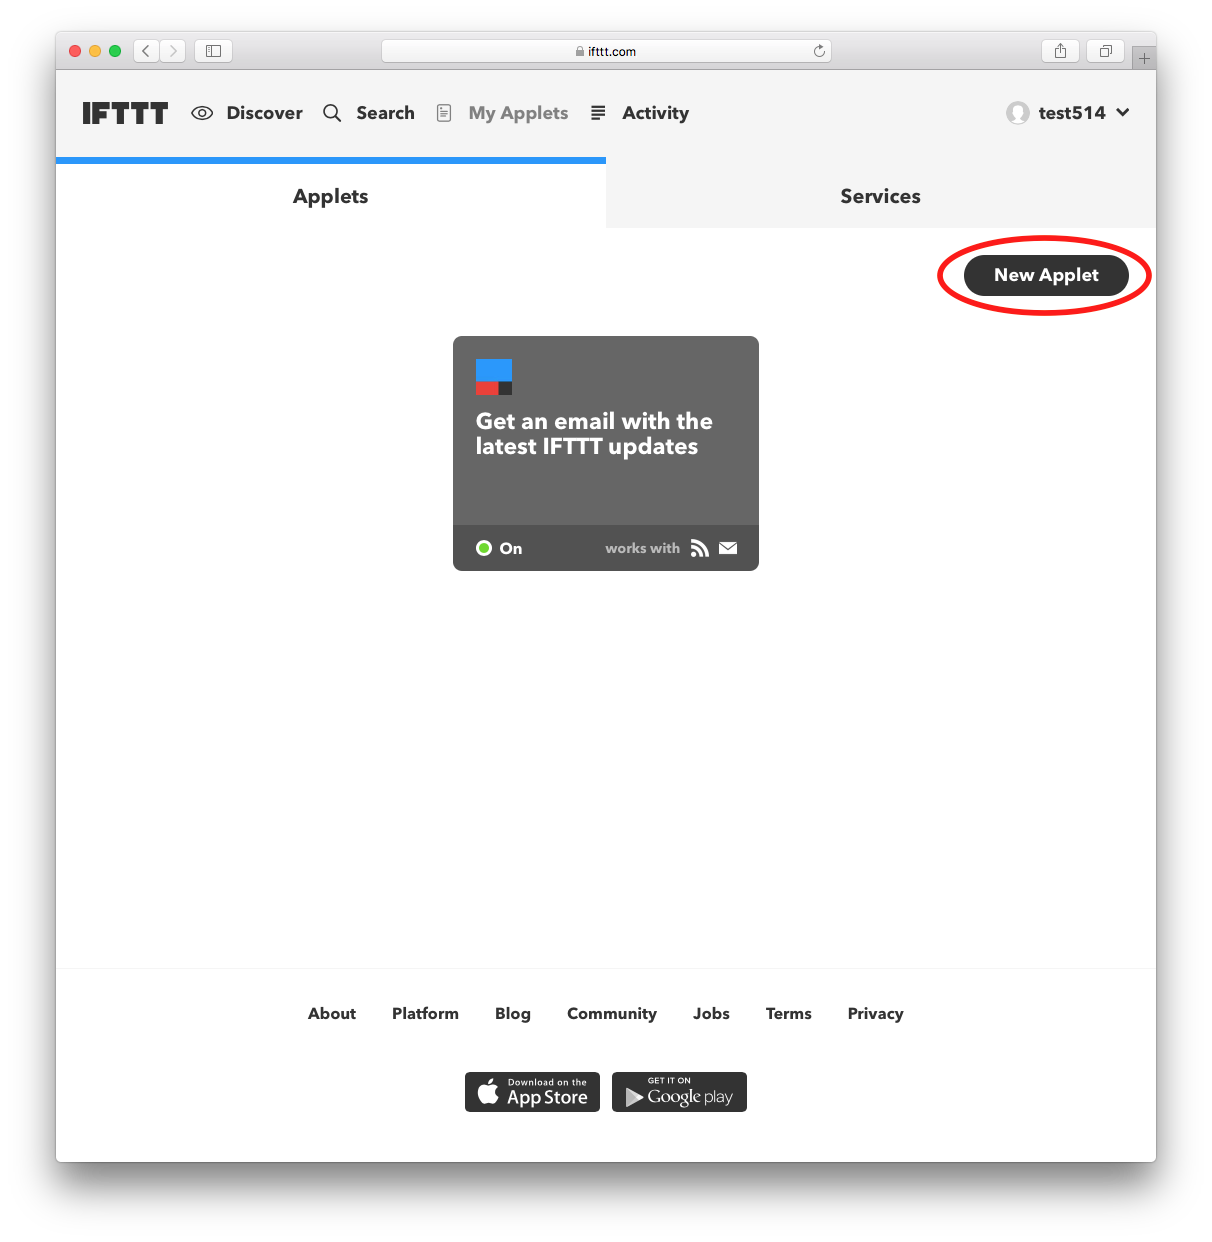 ifttt.com
IFTTT Discover Search My Applets Activity test514
Applets Services
New Applet
Get an email with the
latest IFTTT updates
On works with
About Platform Blog Community Jobs Terms Privacy
Download on the
App Store
GET IT ON
Google play